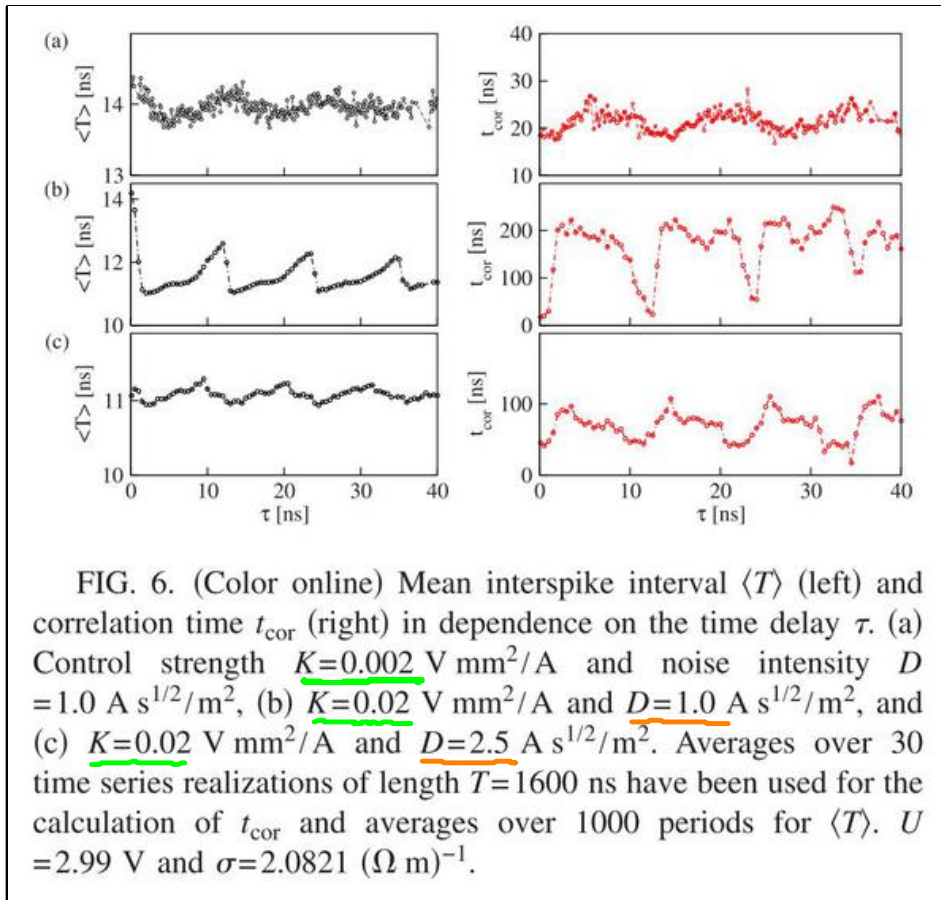 (a)
<T> [ns]
14
13
t_cor [ns]
40
30
20
10
(b)
<T> [ns]
14
12
10
t_cor [ns]
200
100
0
(c)
<T> [ns]
11
10
0 10 20 30 40
τ [ns]
t_cor [ns]
100
0
0 10 20 30 40
τ [ns]
FIG. 6. (Color online) Mean interspike interval ⟨T⟩ (left) and
correlation time t_cor (right) in dependence on the time delay τ. (a)
Control strength K=0.002 V mm²/A and noise intensity D
=1.0 A s^1/2/m², (b) K=0.02 V mm²/A and D=1.0 A s^1/2/m², and
(c) K=0.02 V mm²/A and D=2.5 A s^1/2/m². Averages over 30
time series realizations of length T=1600 ns have been used for the
calculation of t_cor and averages over 1000 periods for ⟨T⟩. U
=2.99 V and σ=2.0821 (Ω m)⁻¹.